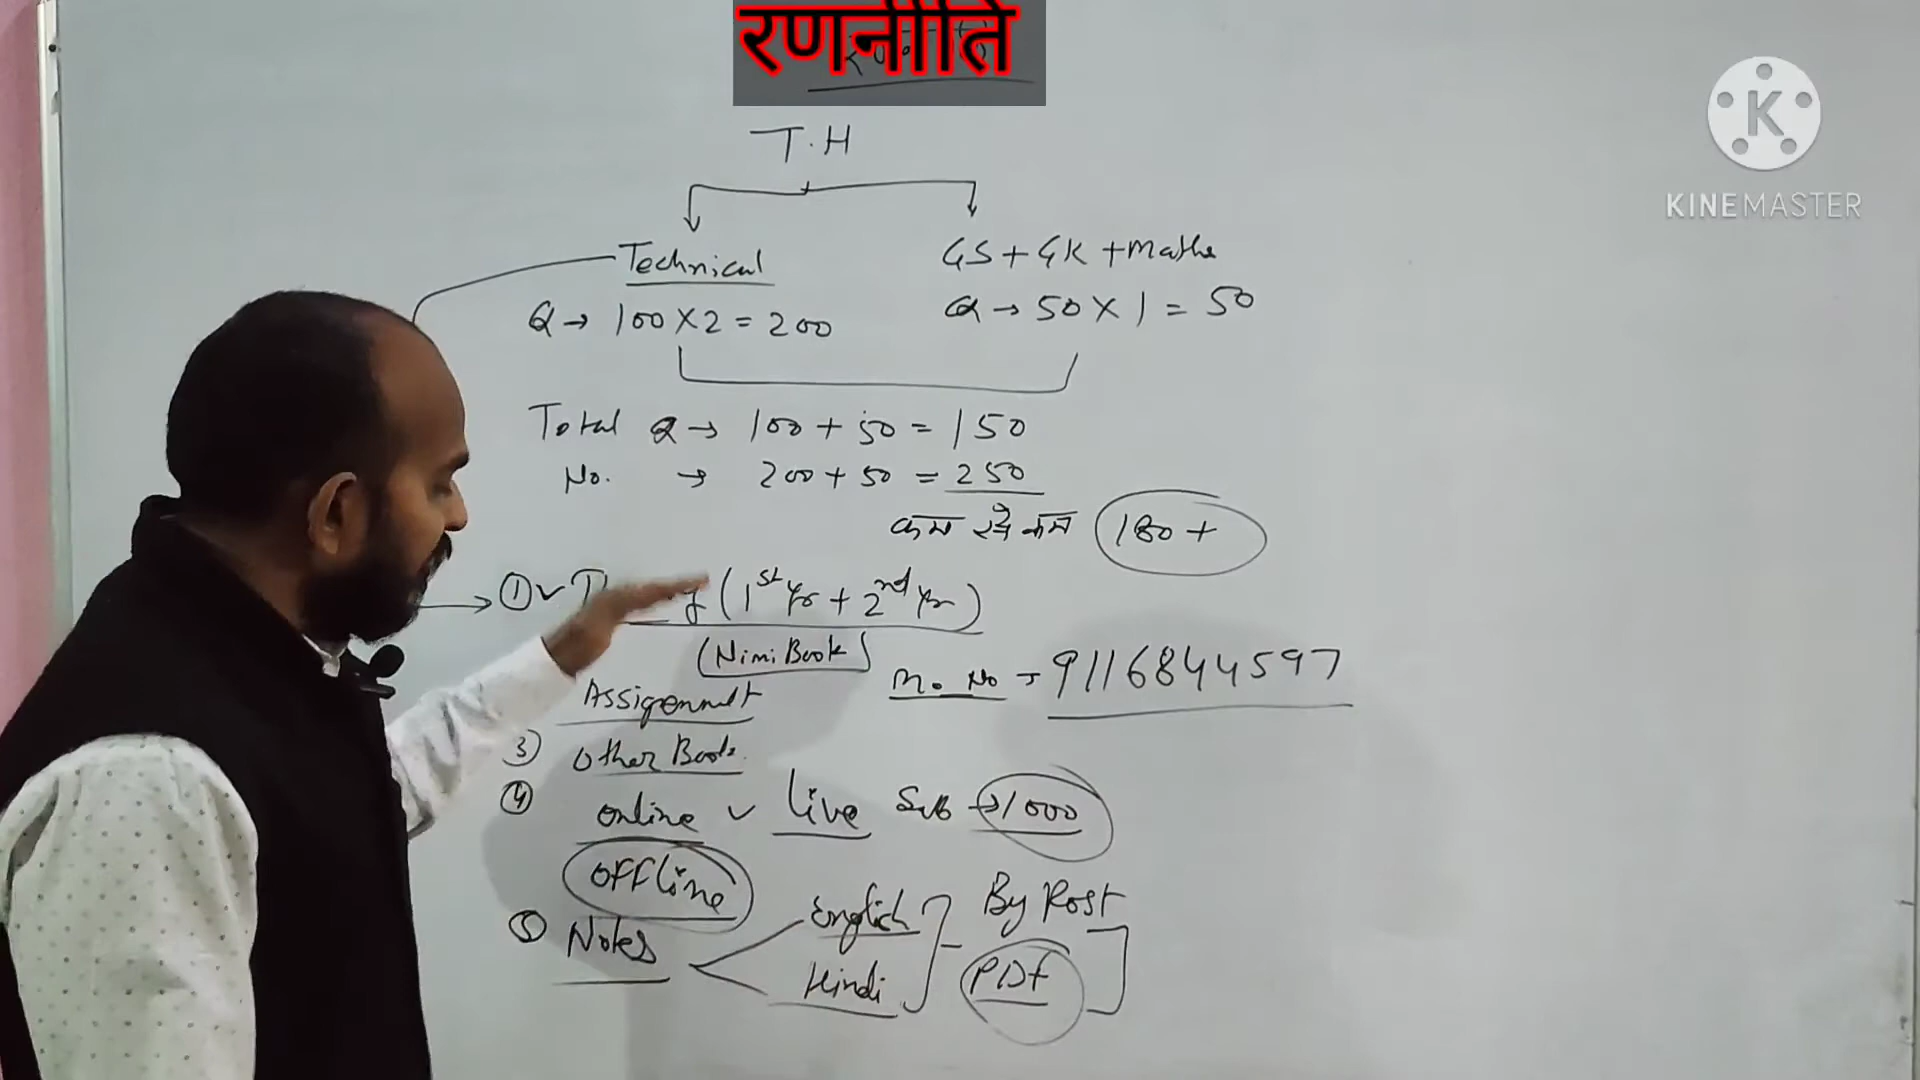 रणनीति
K
KINEMASTER
T.H
Technical GS + GK + Maths
Q → 100 X 2 = 200 Q → 50 X 1 = 50
Total Q → 100 + 50 = 150
No. → 200 + 50 = 250
कम से कम 180 +
→ ① (1st yr + 2nd yr)
(Nimi Book)
Assignment M. No → 9116844597
3) Other Book
④ online ✓ Live Sub → 1000
OFFline
⑤ Notes English By Post
Hindi PDF